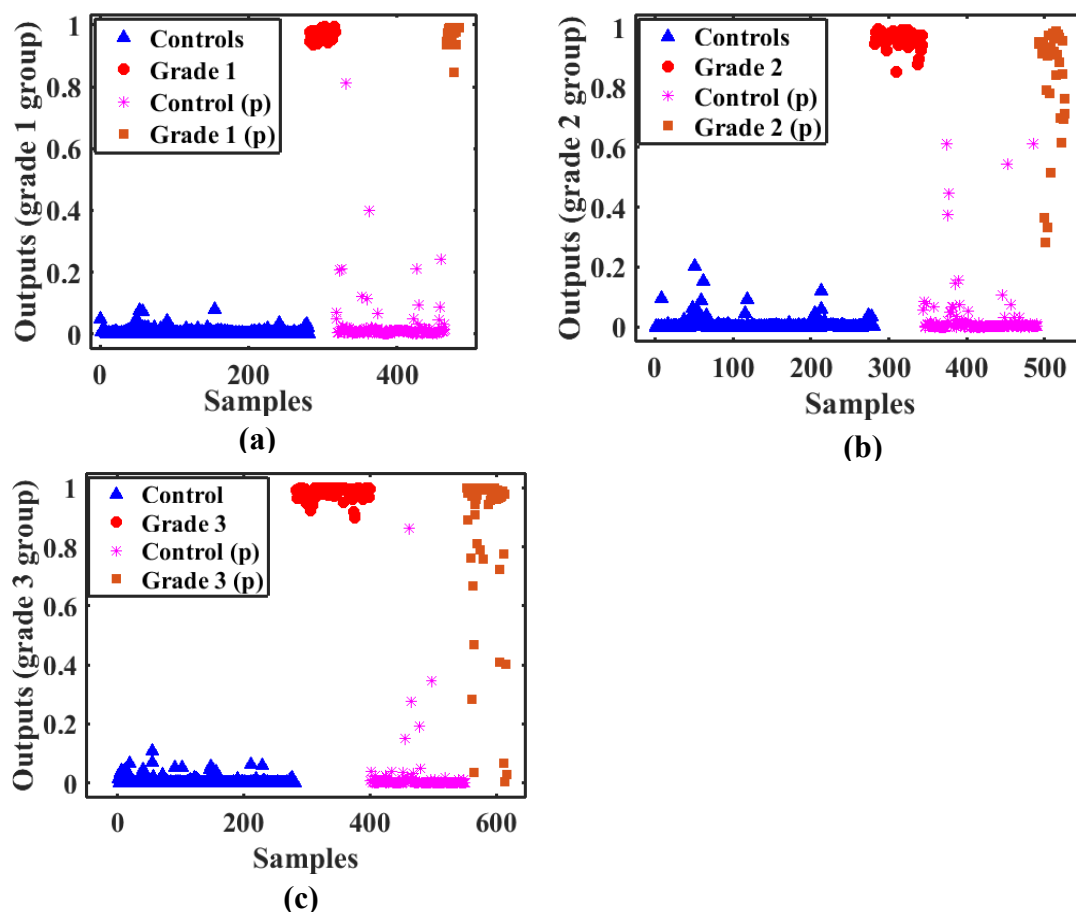 Outputs (grade 1 group)
1
0.8
0.6
0.4
0.2
0
Controls
Grade 1
Control (p)
Grade 1 (p)
0 200 400
Samples
(a)
Outputs (grade 2 group)
1
0.8
0.6
0.4
0.2
0
Controls
Grade 2
Control (p)
Grade 2 (p)
0 100 200 300 400 500
Samples
(b)
Outputs (grade 3 group)
1
0.8
0.6
0.4
0.2
0
Control
Grade 3
Control (p)
Grade 3 (p)
0 200 400 600
Samples
(c)